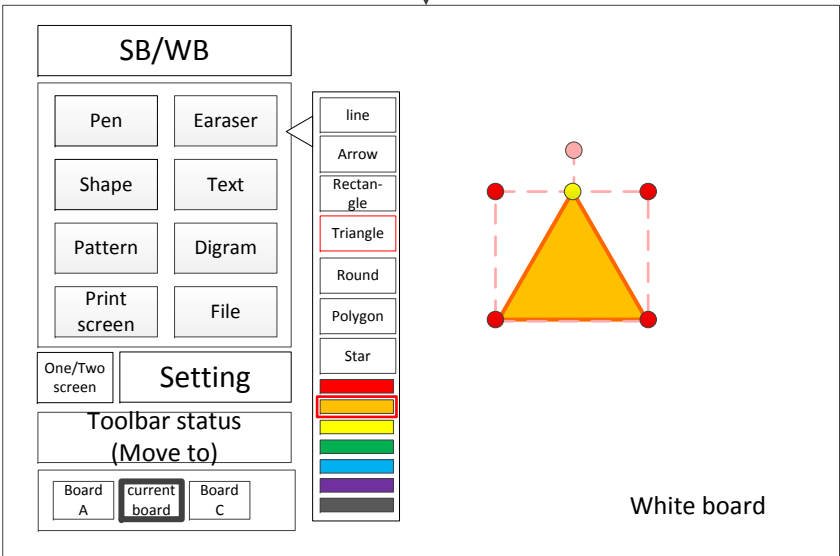 SB/WB
Pen
Earaser
Shape
Text
Pattern
Digram
Print
screen
File
One/Two
screen
Setting
Toolbar status
(Move to)
Board
A
current
board
Board
C
line
Arrow
Rectan-
gle
Triangle
Round
Polygon
Star
White board